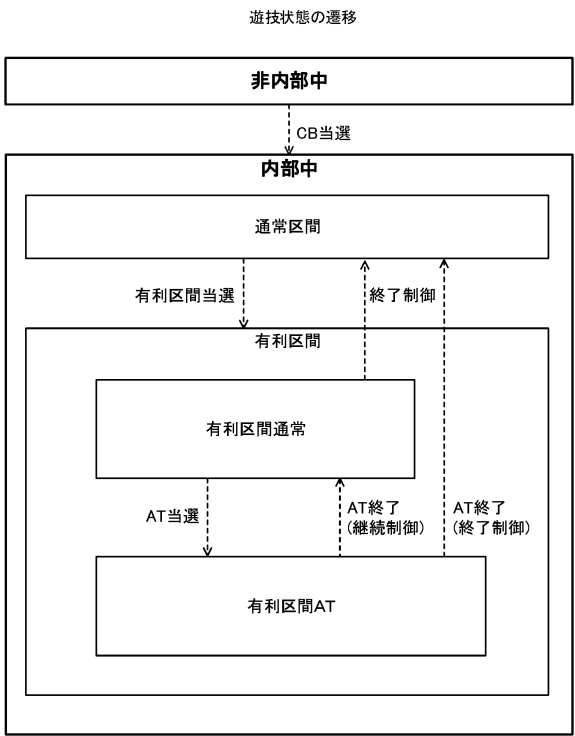 遊技状態の遷移
非内部中
CB当選
内部中
通常区間
有利区間当選
終了制御
有利区間
有利区間通常
AT当選
AT終了
(継続制御)
AT終了
(終了制御)
有利区間AT